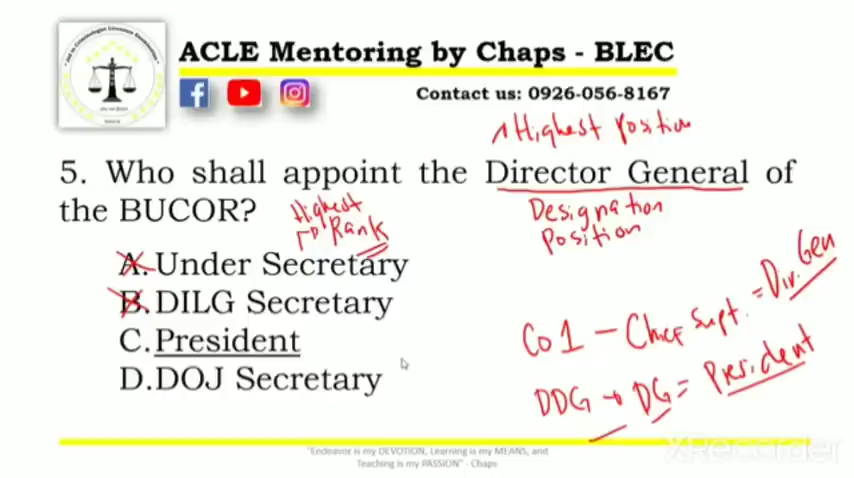 ACLE Mentoring by Chaps - BLEC
Contact us: 0926-056-8167
Highest Position
5. Who shall appoint the Director General of
the BUCOR?
Highest
Rank
Designation
Position
A. Under Secretary
B. DILG Secretary
C. President
D. DOJ Secretary
CO1 - Chief Supt. = Dir. Gen
DDG → DG = President
"Endeavor is my DEVOTION, Learning is my MEANS, and
Teaching is my PASSION" - Chaps
XRecorder